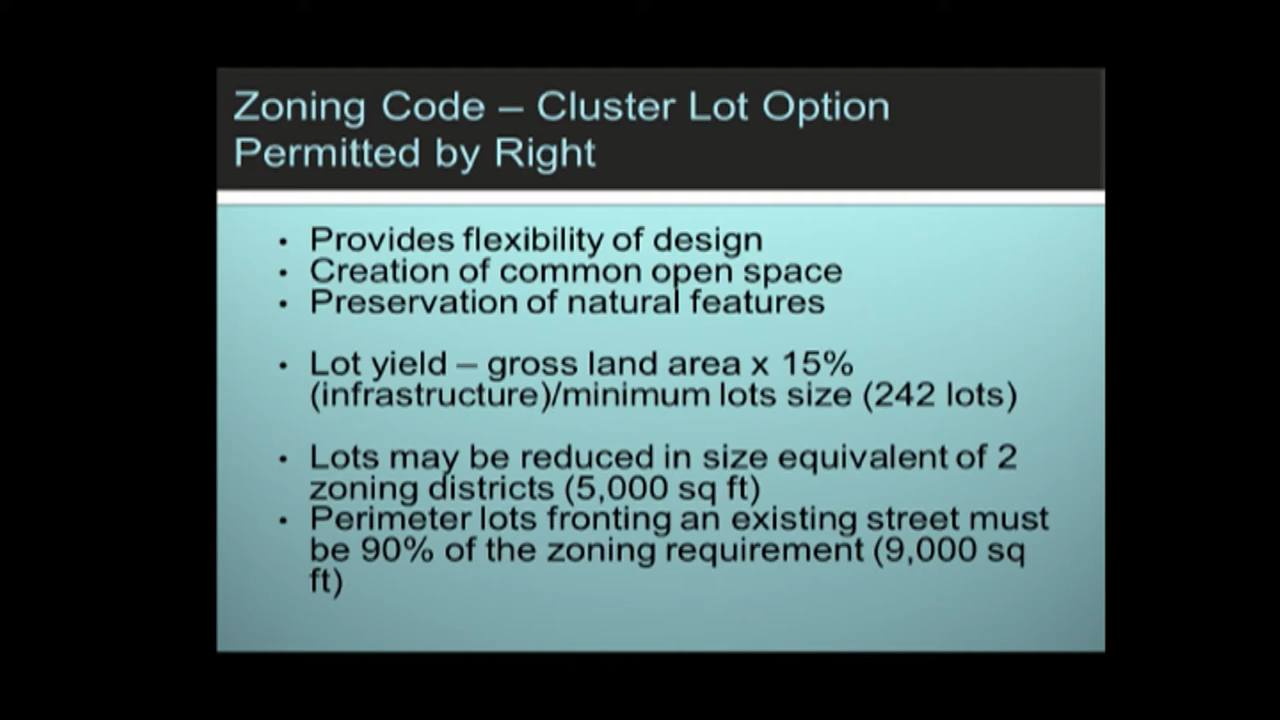 Zoning Code – Cluster Lot Option
Permitted by Right
• Provides flexibility of design
• Creation of common open space
• Preservation of natural features
• Lot yield – gross land area x 15%
(infrastructure)/minimum lots size (242 lots)
• Lots may be reduced in size equivalent of 2
zoning districts (5,000 sq ft)
• Perimeter lots fronting an existing street must
be 90% of the zoning requirement (9,000 sq
ft)